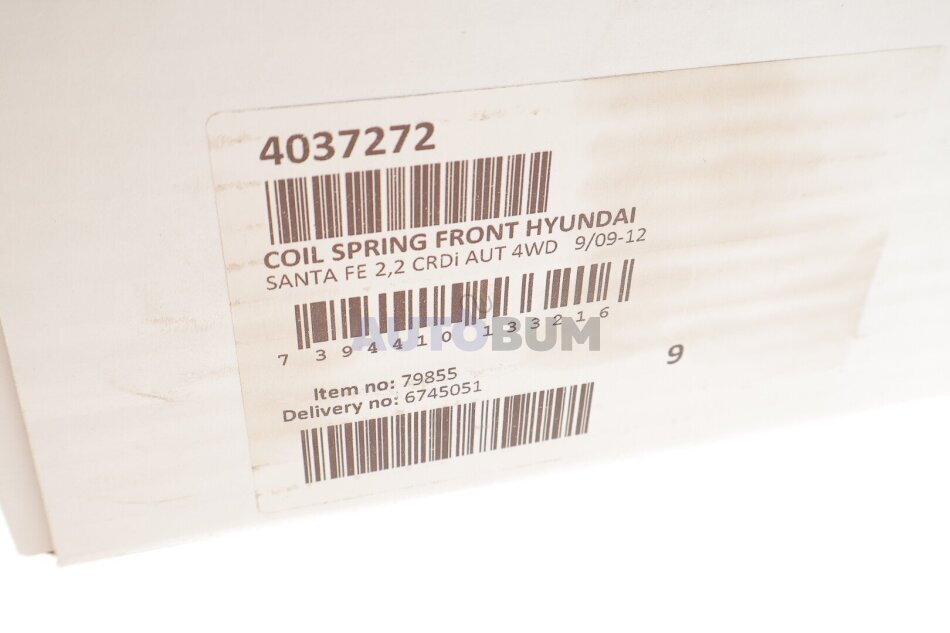 4037272
COIL SPRING FRONT HYUNDAI
SANTA FE 2,2 CRDi AUT 4WD 9/09-12
7 394410 133216
AUTOBUM
Item no: 79855
9
Delivery no: 6745051